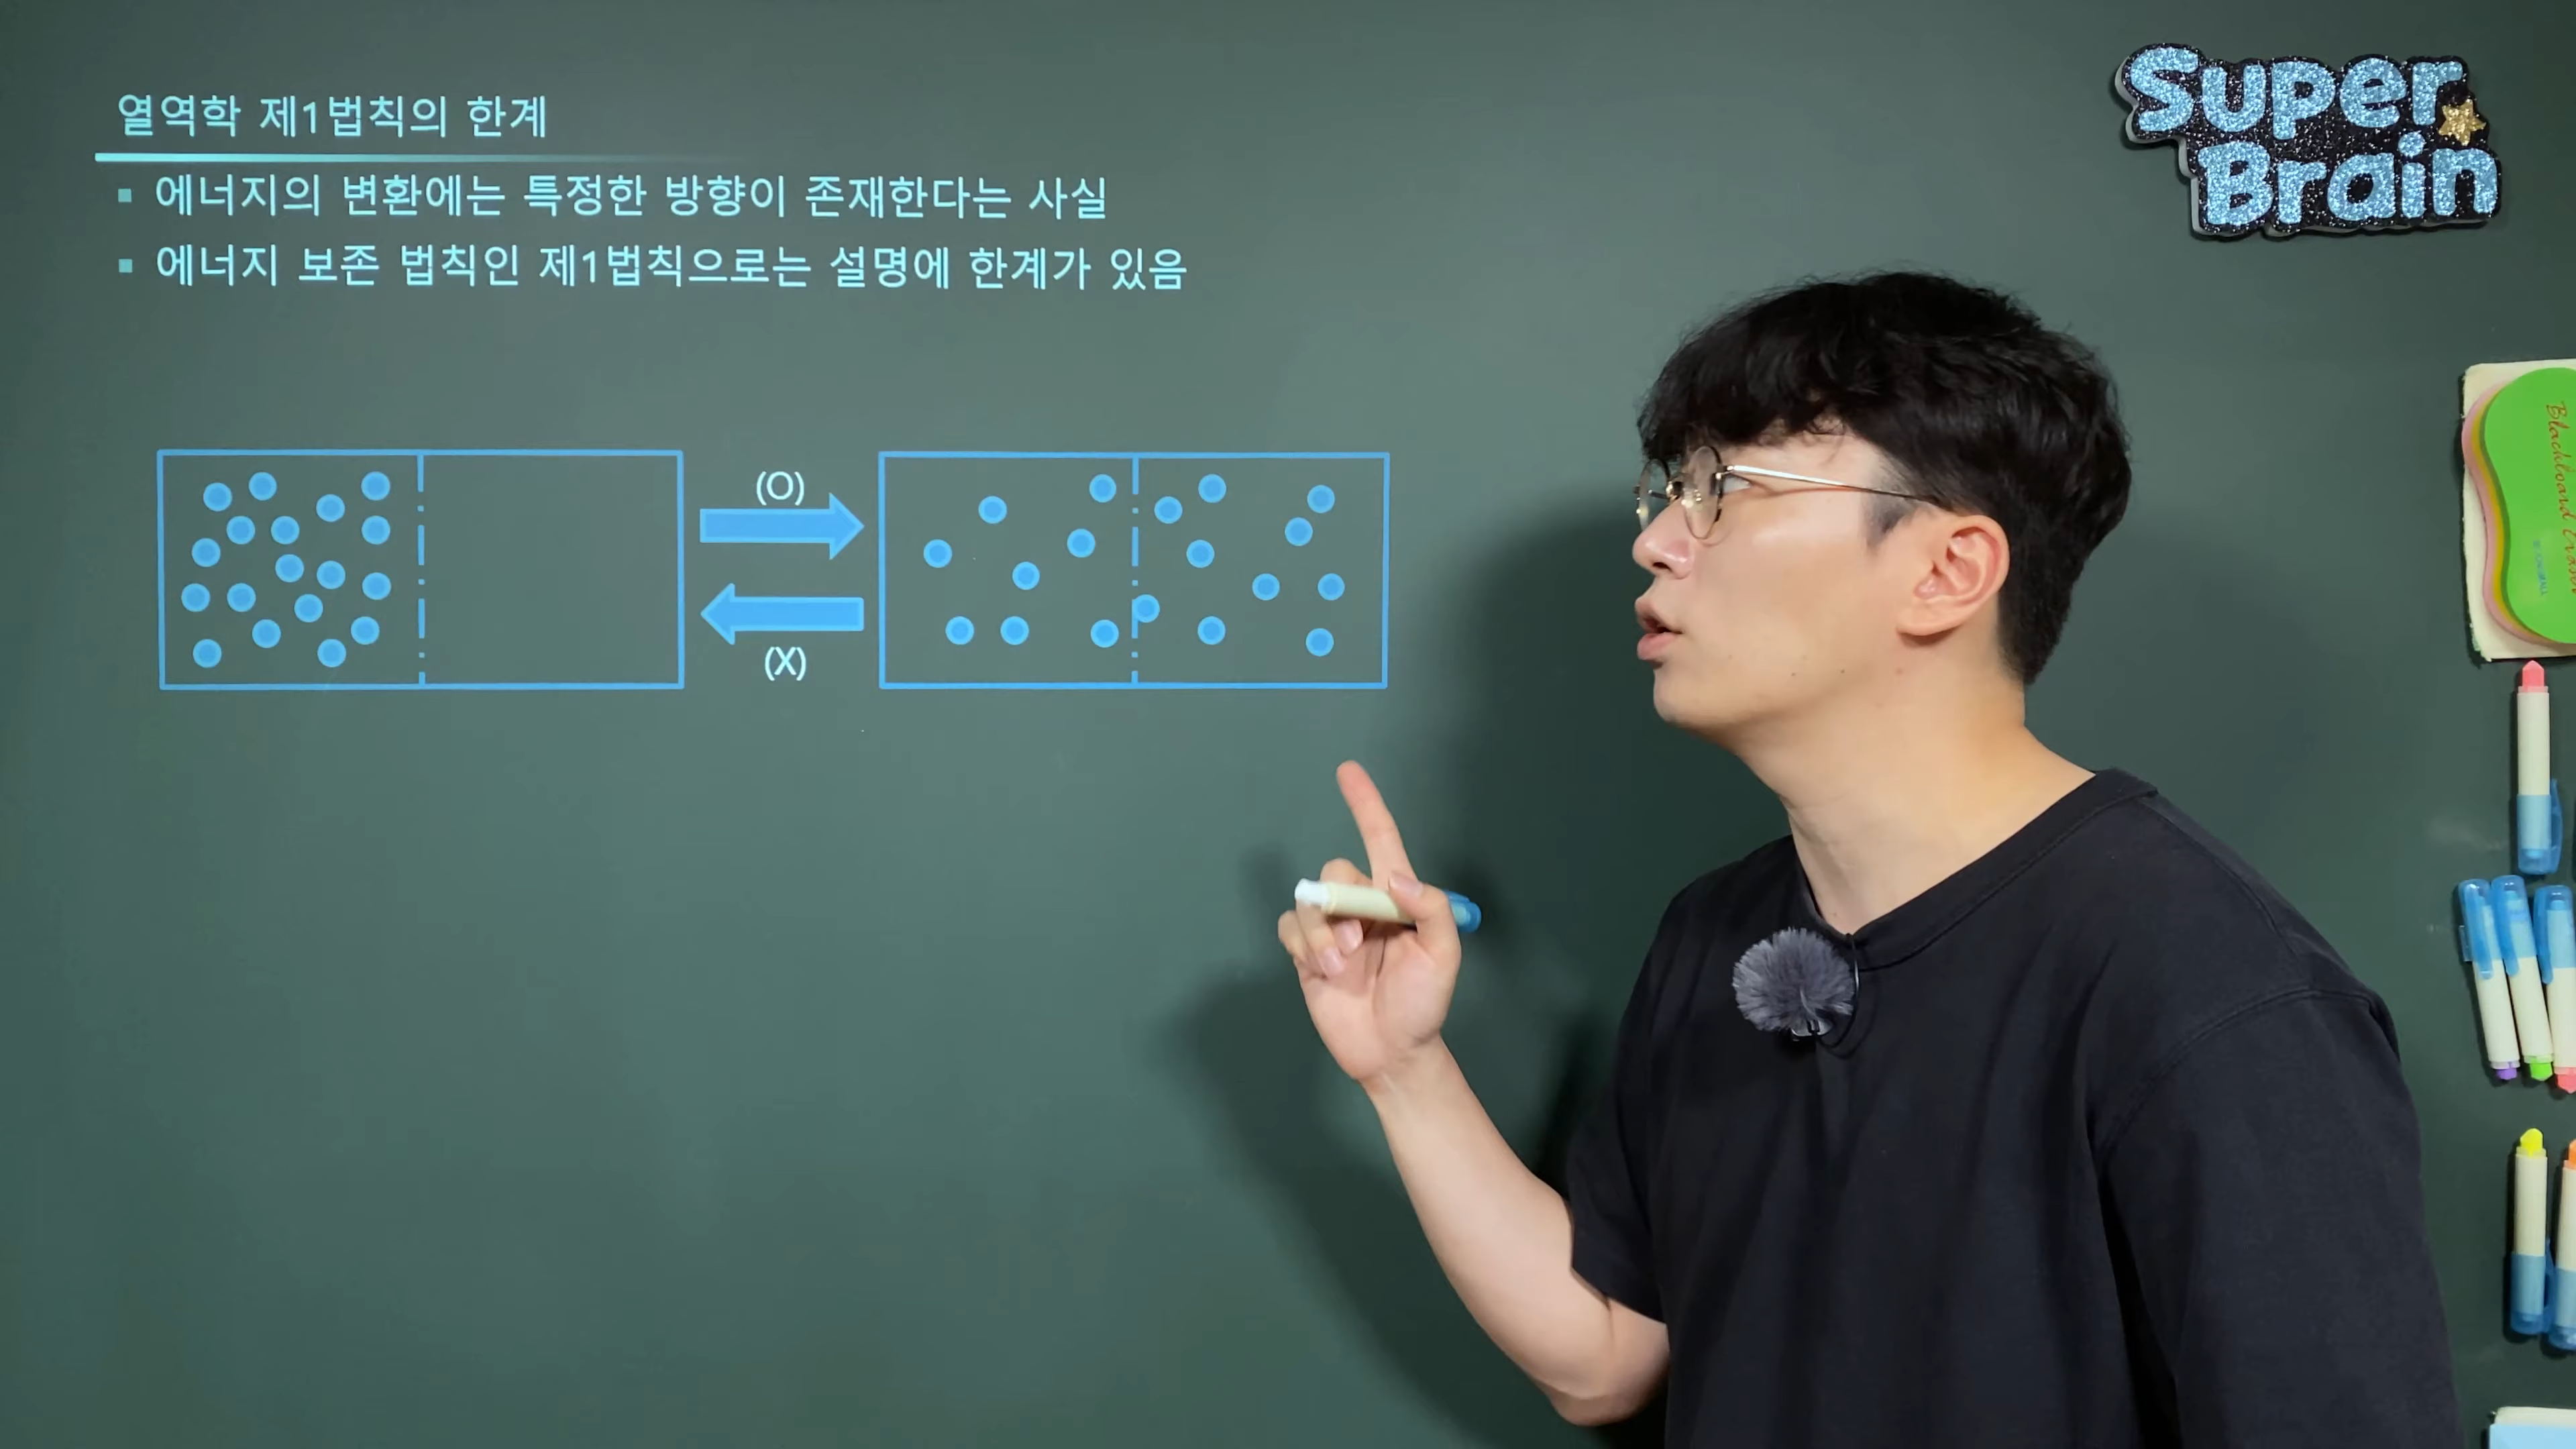 열역학 제1법칙의 한계
▪ 에너지의 변환에는 특정한 방향이 존재한다는 사실
▪ 에너지 보존 법칙인 제1법칙으로는 설명에 한계가 있음
(O)
(X)
Super
Brain
Blackboard Eraser